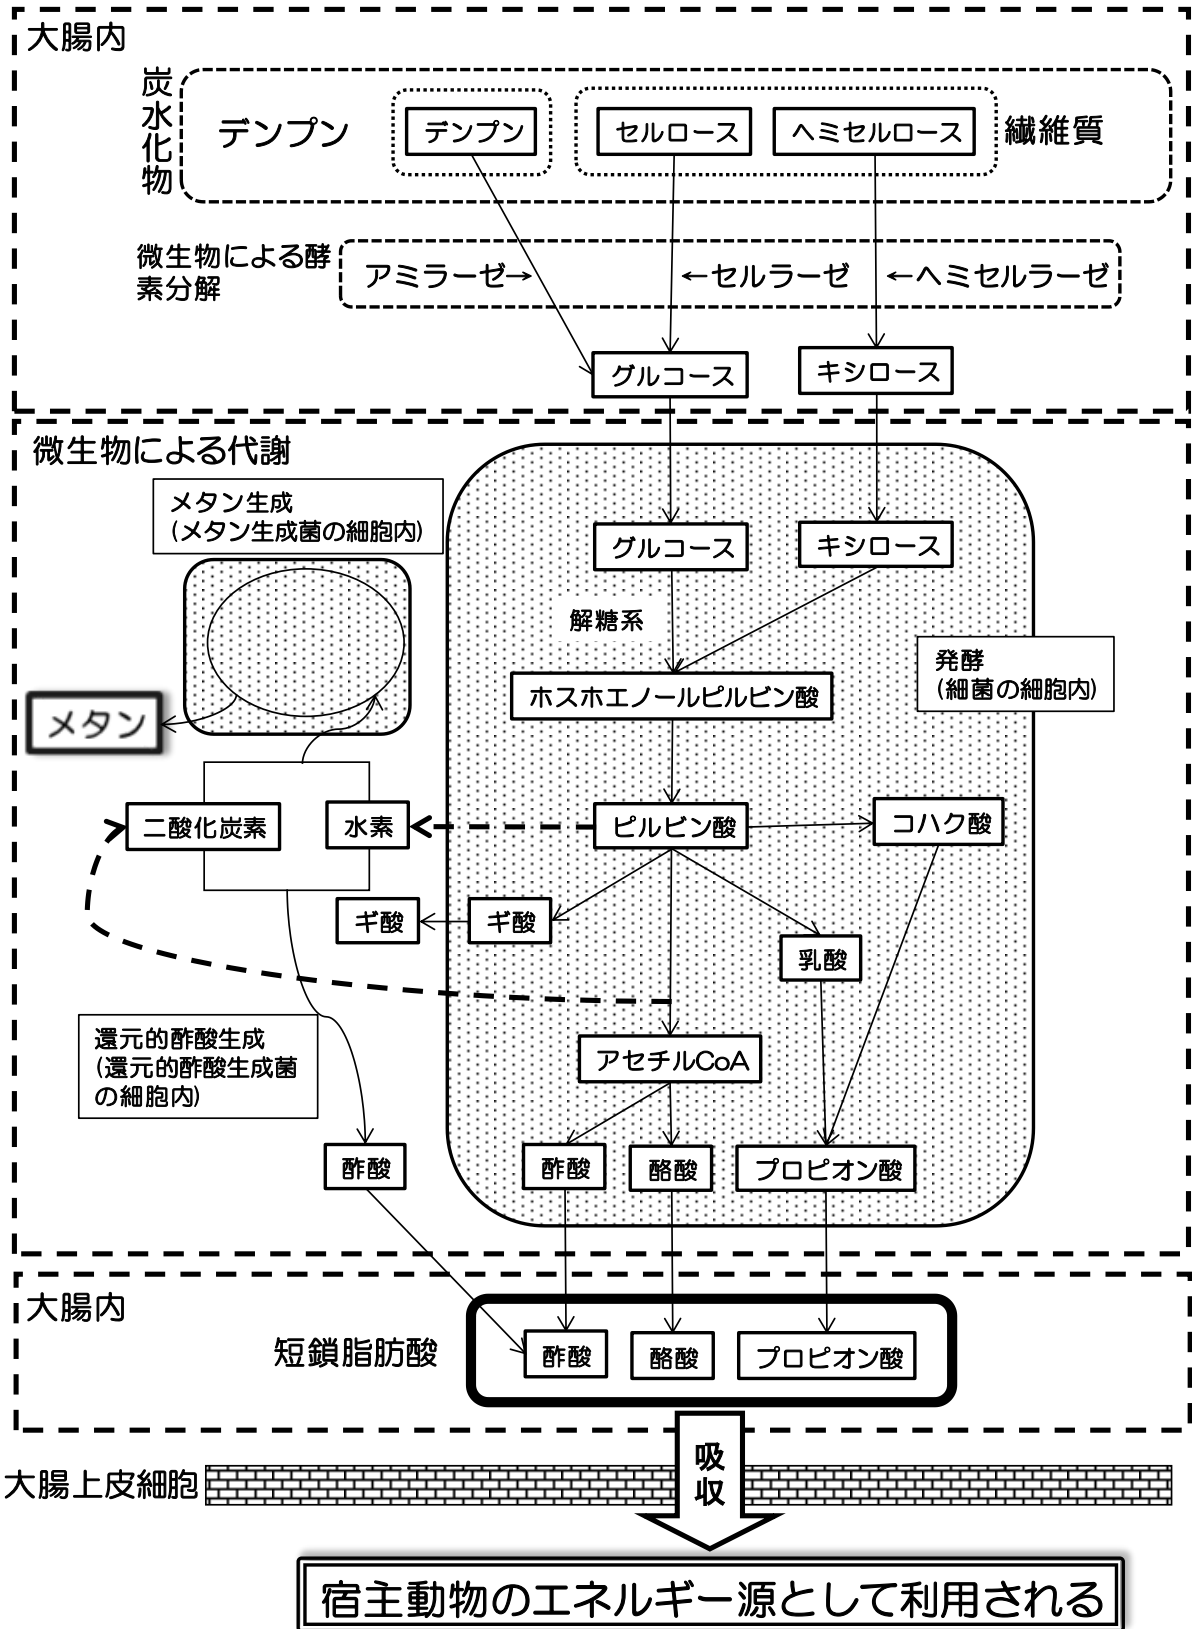 大腸内
炭水化物
デンプン
デンプン
セルロース
ヘミセルロース
繊維質
微生物による酵
素分解
アミラーゼ→
←セルラーゼ
←ヘミセルラーゼ
グルコース
キシロース
微生物による代謝
メタン生成
(メタン生成菌の細胞内)
グルコース
キシロース
解糖系
発酵
(細菌の細胞内)
ホスホエノールピルビン酸
メタン
二酸化炭素
水素
ピルビン酸
コハク酸
ギ酸
ギ酸
乳酸
還元的酢酸生成
(還元的酢酸生成菌
の細胞内)
アセチルCoA
酢酸
酢酸
酪酸
プロピオン酸
大腸内
短鎖脂肪酸
酢酸
酪酸
プロピオン酸
吸収
大腸上皮細胞
宿主動物のエネルギー源として利用される